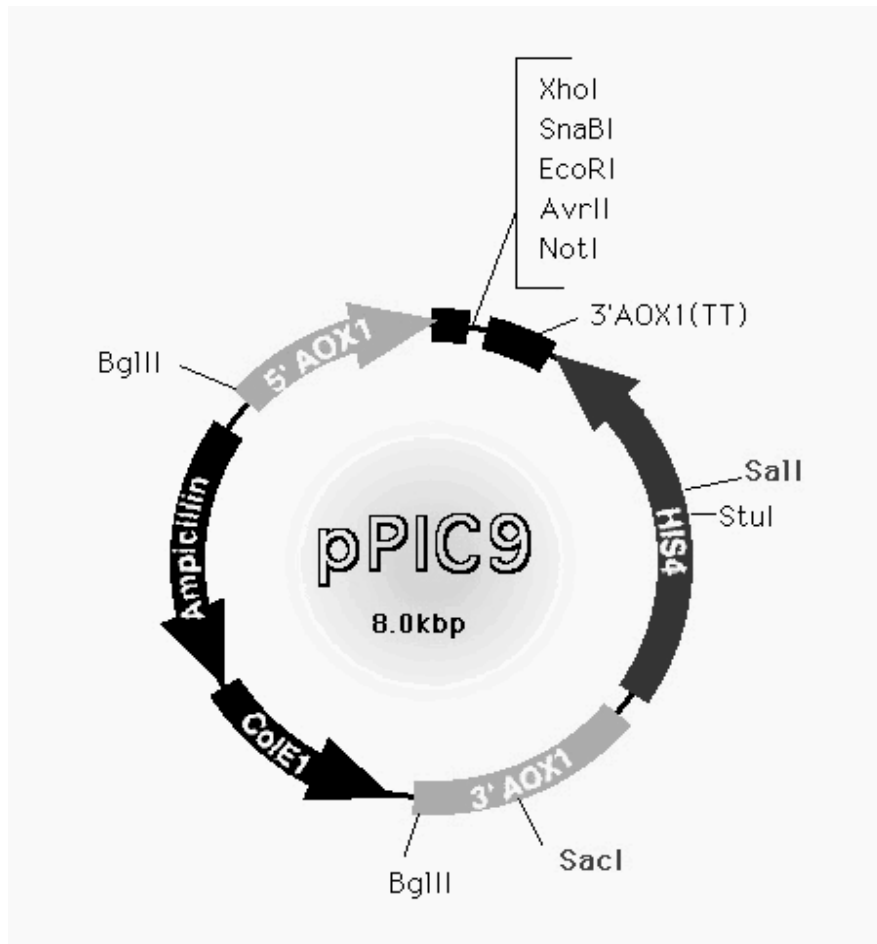 XhoI
SnaBI
EcoRI
AvrII
NotI
3'AOX1(TT)
5' AOX1
BglII
SalI
StuI
HIS4
Ampicillin
pPIC9
8.0kbp
ColE1
3' AOX1
SacI
BglII